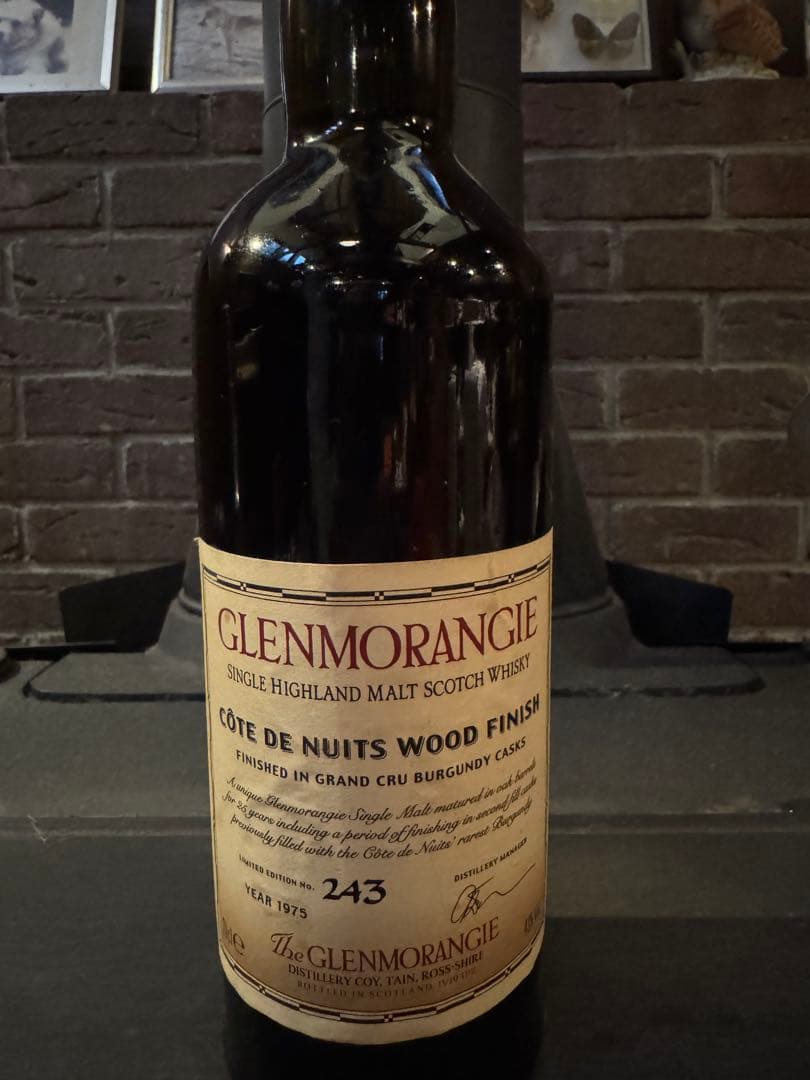 GLENMORANGIE
SINGLE HIGHLAND MALT SCOTCH WHISKY
CÔTE DE NUITS WOOD FINISH
FINISHED IN GRAND CRU BURGUNDY CASKS
A unique Glenmorangie Single Malt matured in oak barrels
for 25 years including a period of finishing in second fill casks
previously filled with the Côte de Nuits' rarest Burgundy
LIMITED EDITION No. 243
YEAR 1975
DISTILLERY MANAGER
The GLENMORANGIE
DISTILLERY COY, TAIN, ROSS-SHIRE
BOTTLED IN SCOTLAND